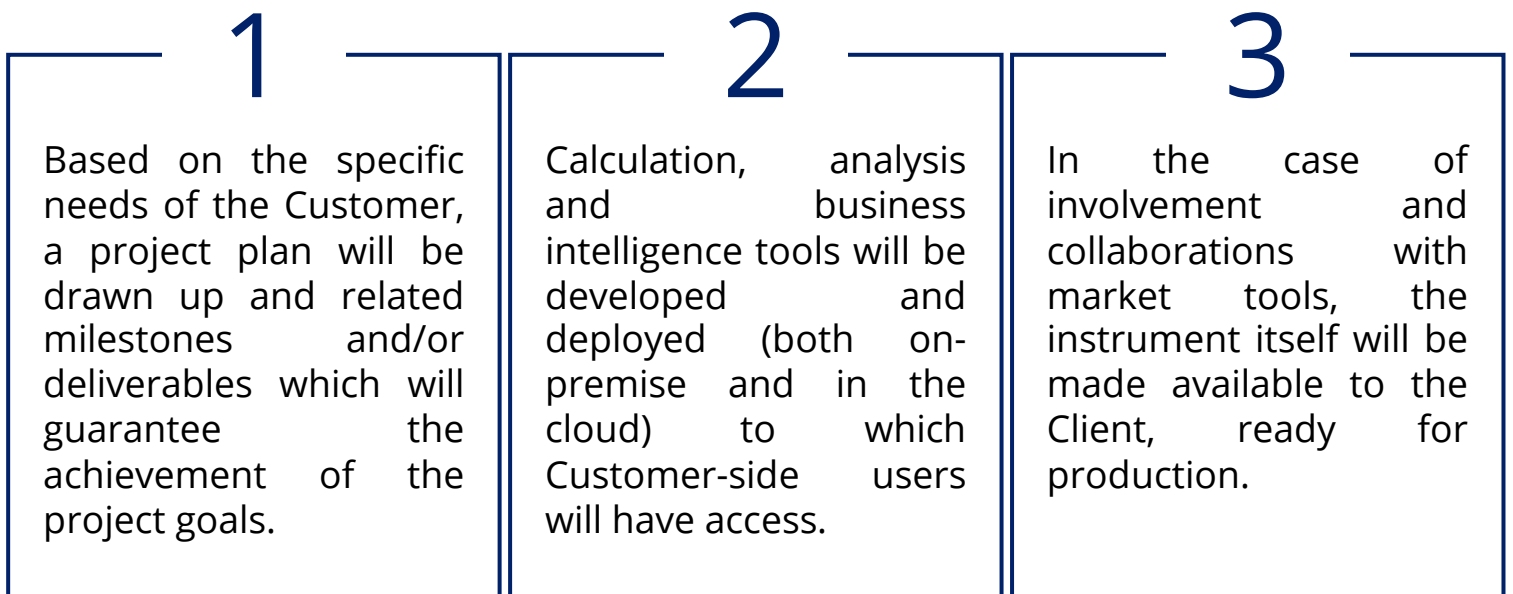 1
Based on the specific
needs of the Customer,
a project plan will be
drawn up and related
milestones and/or
deliverables which will
guarantee the
achievement of the
project goals.
2
Calculation, analysis
and business
intelligence tools will be
developed and
deployed (both on-
premise and in the
cloud) to which
Customer-side users
will have access.
3
In the case of
involvement and
collaborations with
market tools, the
instrument itself will be
made available to the
Client, ready for
production.